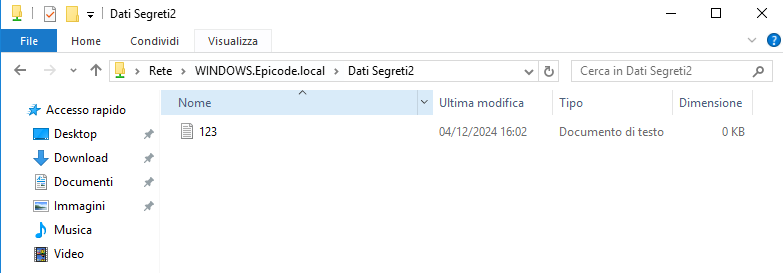 Dati Segreti2
File Home Condividi Visualizza
Rete WINDOWS.Epicode.local Dati Segreti2 Cerca in Dati Segreti2
Accesso rapido
Desktop
Download
Documenti
Immagini
Musica
Video
Nome Ultima modifica Tipo Dimensione
123 04/12/2024 16:02 Documento di testo 0 KB